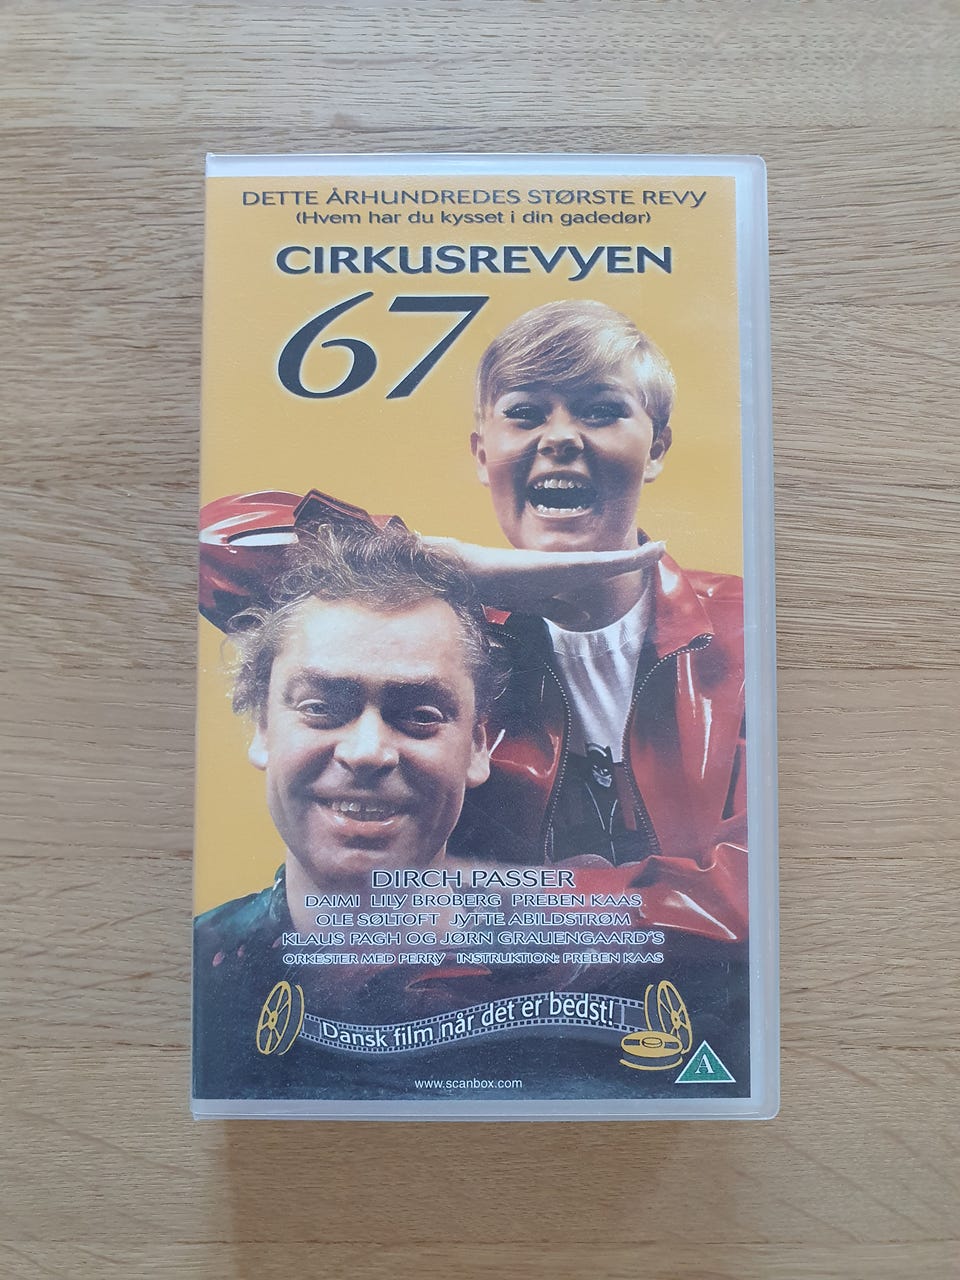 DETTE ÅRHUNDREDES STØRSTE REVY
(Hvem har du kysset i din gadedør)
CIRKUSREVYEN
67
DIRCH PASSER
DAIMI LILY BROBERG PREBEN KAAS
OLE SØLTOFT JYTTE ABILDSTRØM
KLAUS PAGH OG JØRN GRAUENGAARD'S
ORKESTER MED PERRY INSTRUKTION: PREBEN KAAS
Dansk film når det er bedst!
A
www.scanbox.com